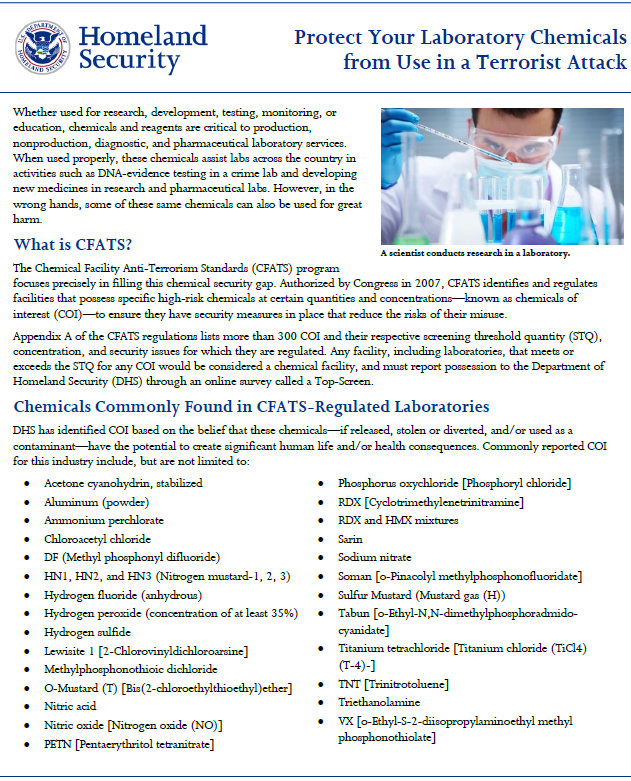 Homeland
Security
Protect Your Laboratory Chemicals
from Use in a Terrorist Attack
Whether used for research, development, testing, monitoring, or
education, chemicals and reagents are critical to production,
nonproduction, diagnostic, and pharmaceutical laboratory services.
When used properly, these chemicals assist labs across the country in
activities such as DNA-evidence testing in a crime lab and developing
new medicines in research and pharmaceutical labs. However, in the
wrong hands, some of these same chemicals can also be used for great
harm.
A scientist conducts research in a laboratory.
What is CFATS?
The Chemical Facility Anti-Terrorism Standards (CFATS) program
focuses precisely in filling this chemical security gap. Authorized by Congress in 2007, CFATS identifies and regulates
facilities that possess specific high-risk chemicals at certain quantities and concentrations—known as chemicals of
interest (COI)—to ensure they have security measures in place that reduce the risks of their misuse.
Appendix A of the CFATS regulations lists more than 300 COI and their respective screening threshold quantity (STQ),
concentration, and security issues for which they are regulated. Any facility, including laboratories, that meets or
exceeds the STQ for any COI would be considered a chemical facility, and must report possession to the Department of
Homeland Security (DHS) through an online survey called a Top-Screen.
Chemicals Commonly Found in CFATS-Regulated Laboratories
DHS has identified COI based on the belief that these chemicals—if released, stolen or diverted, and/or used as a
contaminant—have the potential to create significant human life and/or health consequences. Commonly reported COI
for this industry include, but are not limited to:
• Acetone cyanohydrin, stabilized
• Aluminum (powder)
• Ammonium perchlorate
• Chloroacetyl chloride
• DF (Methyl phosphonyl difluoride)
• HN1, HN2, and HN3 (Nitrogen mustard-1, 2, 3)
• Hydrogen fluoride (anhydrous)
• Hydrogen peroxide (concentration of at least 35%)
• Hydrogen sulfide
• Lewisite 1 [2-Chlorovinyldichloroarsine]
• Methylphosphonothioic dichloride
• O-Mustard (T) [Bis(2-chloroethylthioethyl)ether]
• Nitric acid
• Nitric oxide [Nitrogen oxide (NO)]
• PETN [Pentaerythritol tetranitrate]
• Phosphorus oxychloride [Phosphoryl chloride]
• RDX [Cyclotrimethylenetrinitramine]
• RDX and HMX mixtures
• Sarin
• Sodium nitrate
• Soman [o-Pinacolyl methylphosphonofluoridate]
• Sulfur Mustard (Mustard gas (H))
• Tabun [o-Ethyl-N,N-dimethylphosphoradmido-
cyanidate]
• Titanium tetrachloride [Titanium chloride (TiCl4)
(T-4)-]
• TNT [Trinitrotoluene]
• Triethanolamine
• VX [o-Ethyl-S-2-diisopropylaminoethyl methyl
phosphonothiolate]